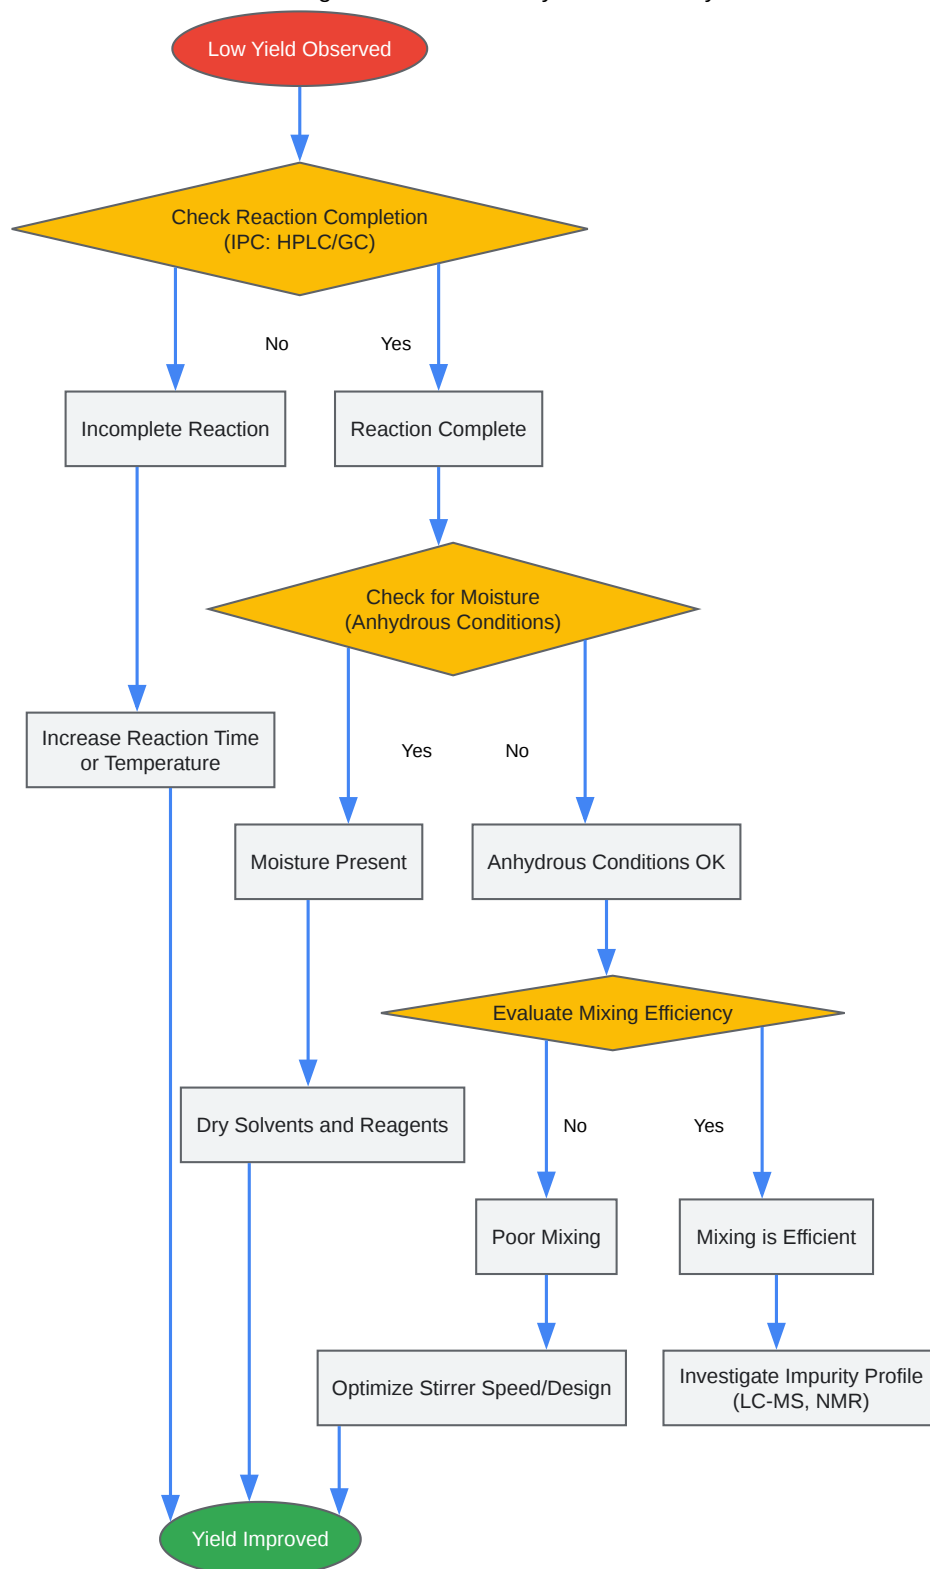 Low Yield Observed
Check Reaction Completion
(IPC: HPLC/GC)
No
Yes
Incomplete Reaction
Reaction Complete
Check for Moisture
(Anhydrous Conditions)
Increase Reaction Time
or Temperature
Yes
No
Moisture Present
Anhydrous Conditions OK
Evaluate Mixing Efficiency
Dry Solvents and Reagents
No
Yes
Poor Mixing
Mixing is Efficient
Optimize Stirrer Speed/Design
Investigate Impurity Profile
(LC-MS, NMR)
Yield Improved